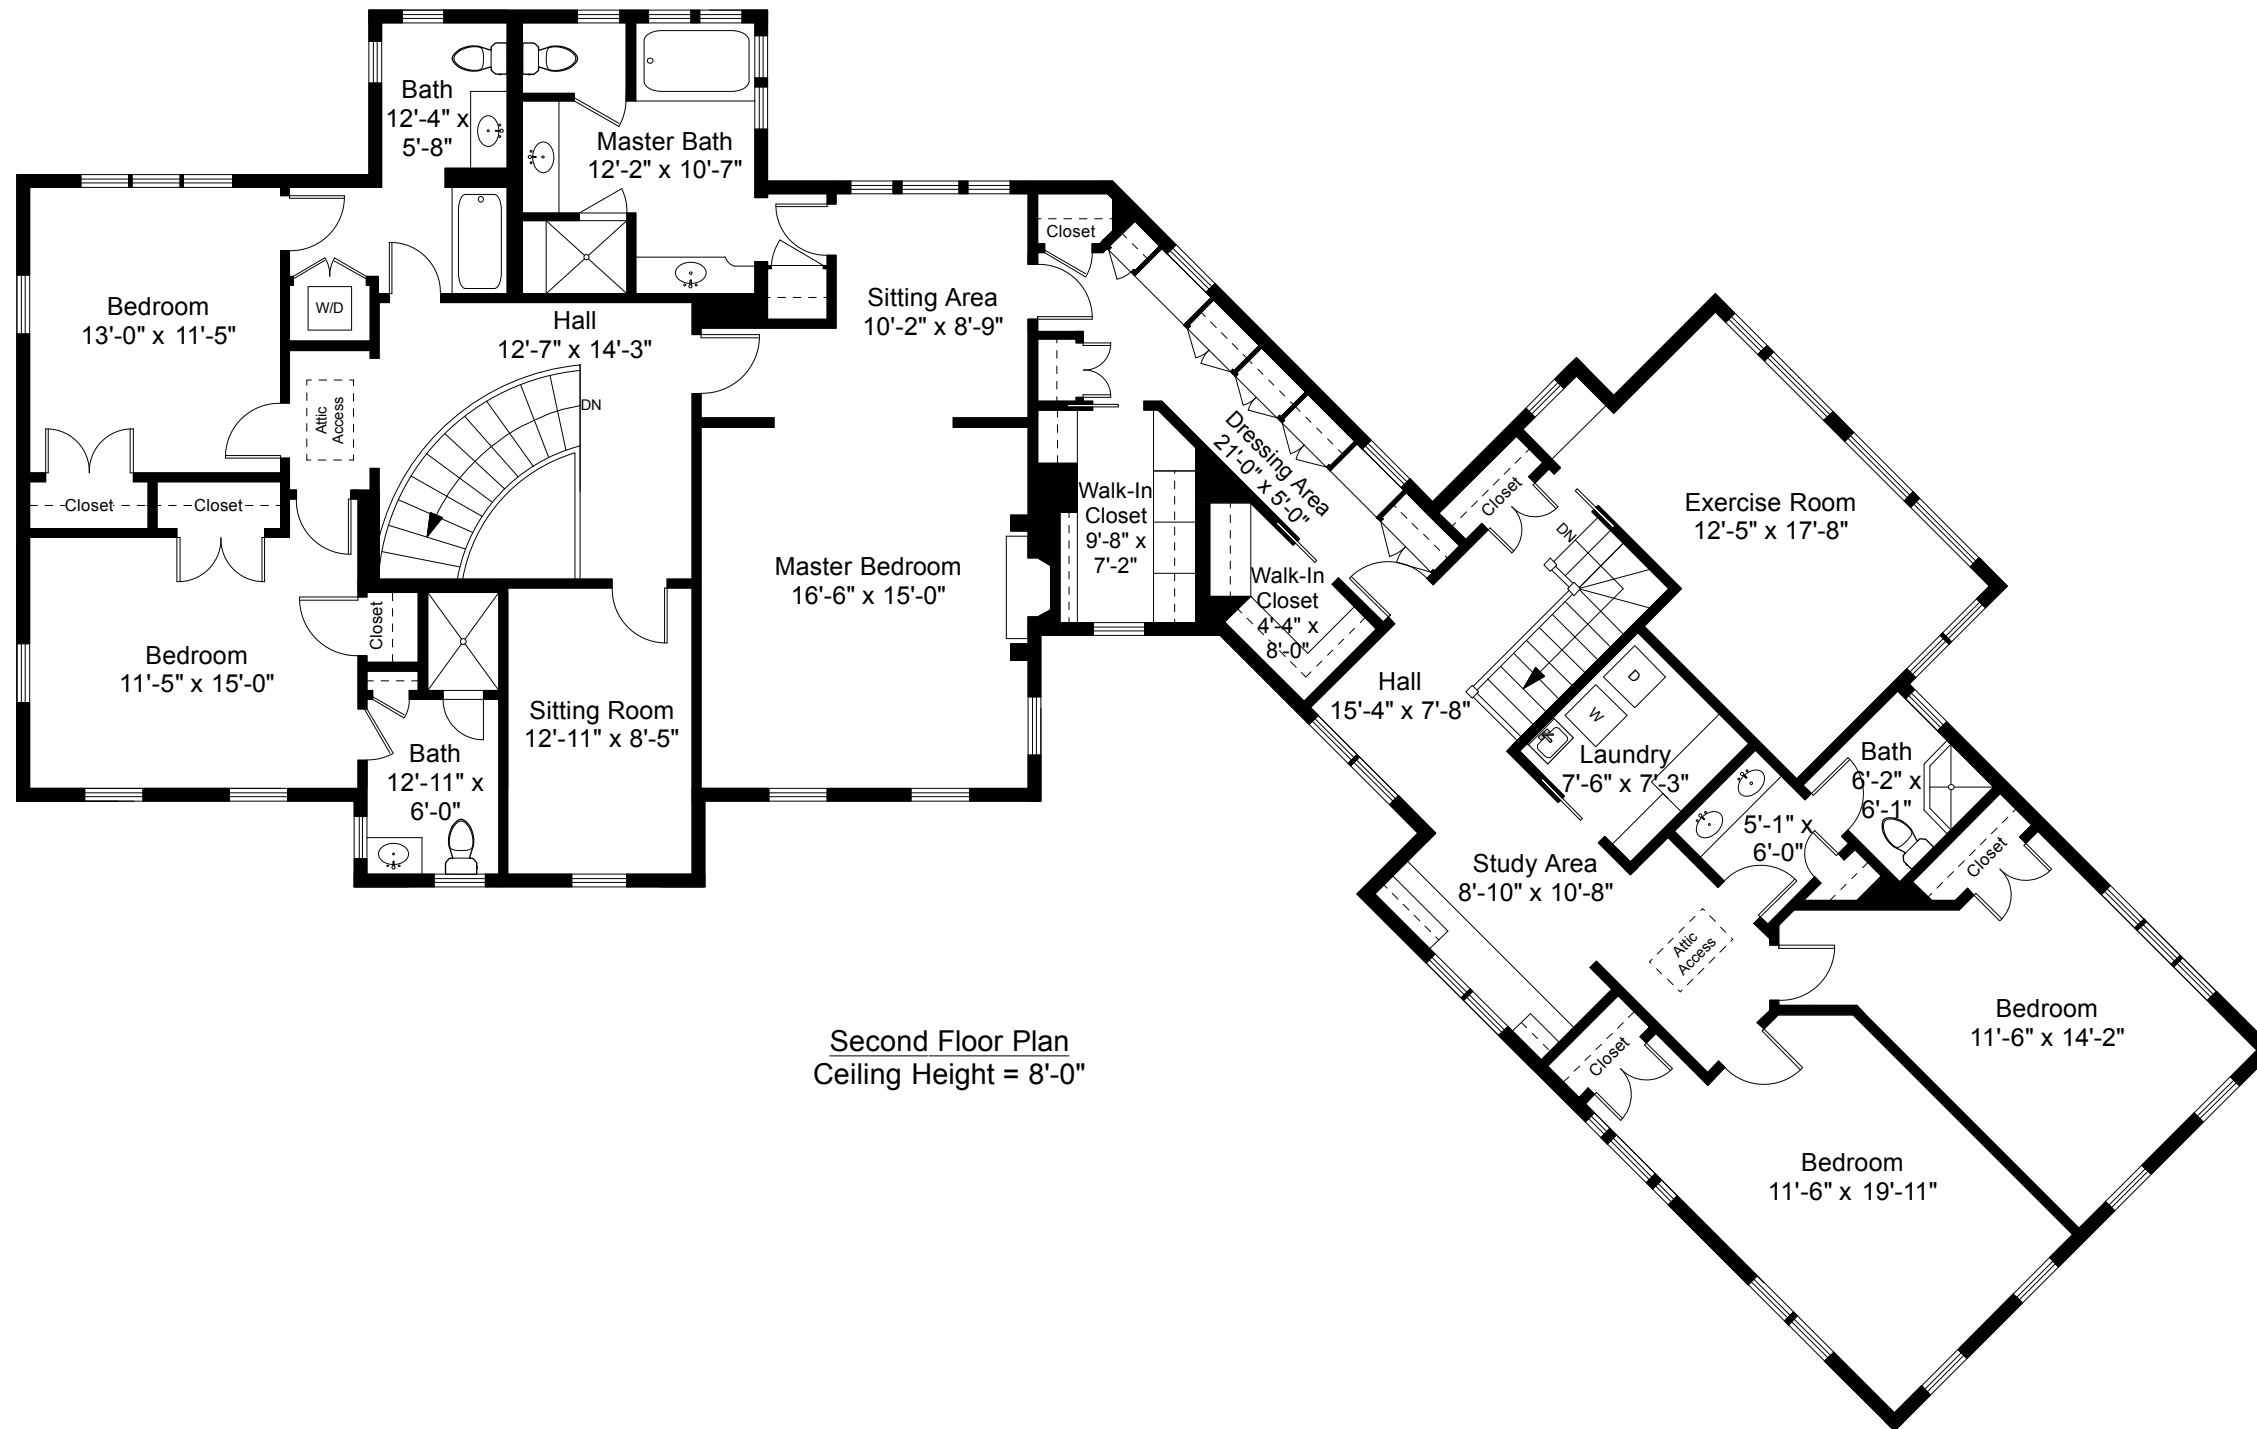 Bath
12'-4" x
5'-8"
Master Bath
12'-2" x 10'-7"
Bedroom
13'-0" x 11'-5"
W/D
Hall
12'-7" x 14'-3"
DN
Attic
Access
Closet
Closet
Sitting Area
10'-2" x 8'-9"
Closet
Dressing Area
21'-0" x 5'-0"
Walk-In
Closet
9'-8" x
7'-2"
Walk-In
Closet
4'-4" x
8'-0"
Master Bedroom
16'-6" x 15'-0"
Bedroom
11'-5" x 15'-0"
Closet
Bath
12'-11" x
6'-0"
Sitting Room
12'-11" x 8'-5"
Closet
DN
Exercise Room
12'-5" x 17'-8"
Hall
15'-4" x 7'-8"
D
W
Laundry
7'-6" x 7'-3"
Bath
6'-2" x
6'-1"
5'-1" x
6'-0"
Closet
Study Area
8'-10" x 10'-8"
Attic
Access
Closet
Bedroom
11'-6" x 14'-2"
Bedroom
11'-6" x 19'-11"
Second Floor Plan
Ceiling Height = 8'-0"